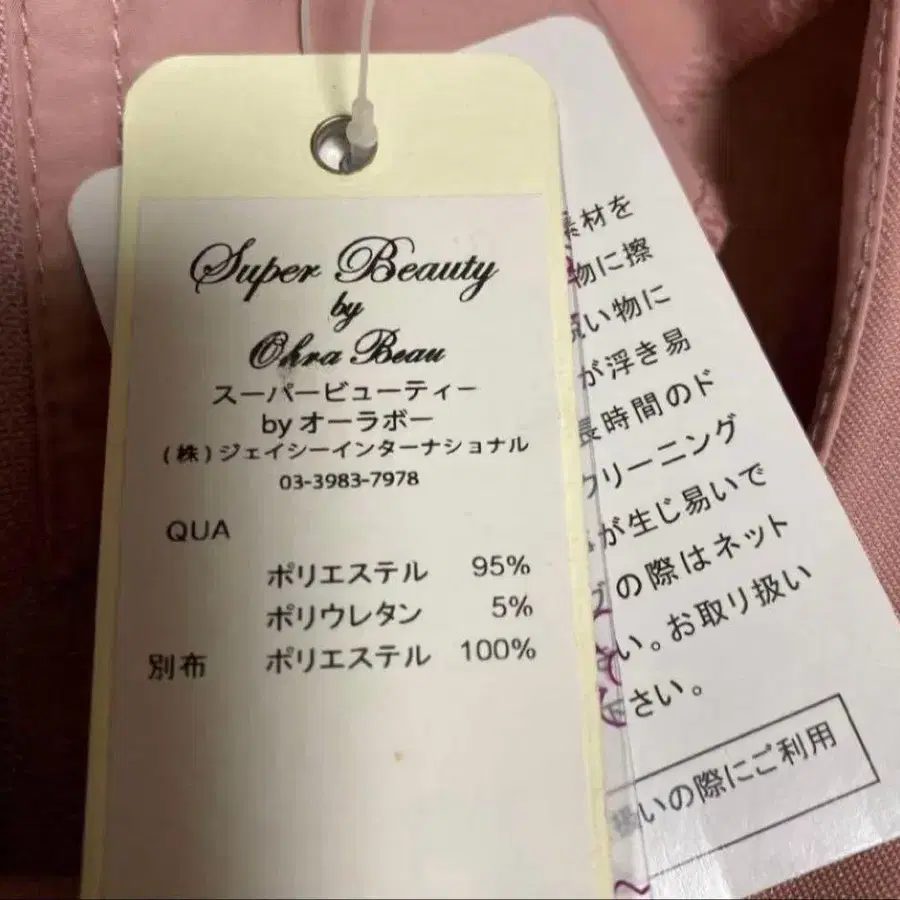 Super Beauty
by
Ohra Beau
スーパービューティー
by オーラボー
(株)ジェイシーインターナショナル
03-3983-7978
QUA
ポリエステル 95%
ポリウレタン 5%
別布 ポリエステル 100%
素材を
物に擦
い物に
が浮き易
長時間のド
クリーニング
が生じ易いで
の際はネット
い。お取り扱い
下さい。
扱いの際にご利用